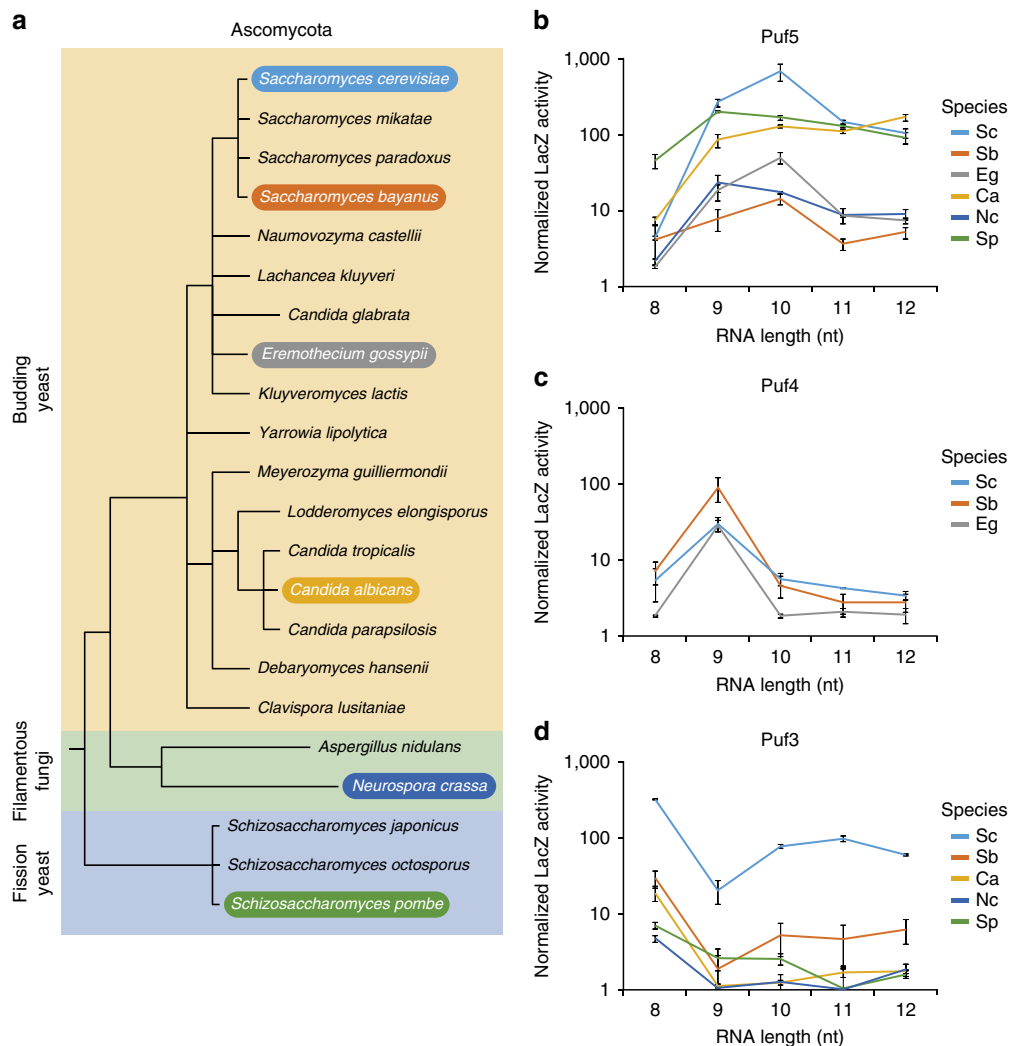 a
Ascomycota
Saccharomyces cerevisiae
Saccharomyces mikatae
Saccharomyces paradoxus
Saccharomyces bayanus
Naumovozyma castellii
Lachancea kluyveri
Candida glabrata
Eremothecium gossypii
Kluyveromyces lactis
Yarrowia lipolytica
Meyerozyma guilliermondii
Lodderomyces elongisporus
Candida tropicalis
Candida albicans
Candida parapsilosis
Debaryomyces hansenii
Clavispora lusitaniae
Aspergillus nidulans
Neurospora crassa
Schizosaccharomyces japonicus
Schizosaccharomyces octosporus
Schizosaccharomyces pombe
Budding
yeast
Filamentous
fungi
Fission
yeast
b
Puf5
Normalized LacZ activity
1,000
100
10
1
8 9 10 11 12
RNA length (nt)
Species
Sc
Sb
Eg
Ca
Nc
Sp
c
Puf4
Normalized LacZ activity
1,000
100
10
1
8 9 10 11 12
RNA length (nt)
Species
Sc
Sb
Eg
d
Puf3
Normalized LacZ activity
1,000
100
10
1
8 9 10 11 12
RNA length (nt)
Species
Sc
Sb
Ca
Nc
Sp